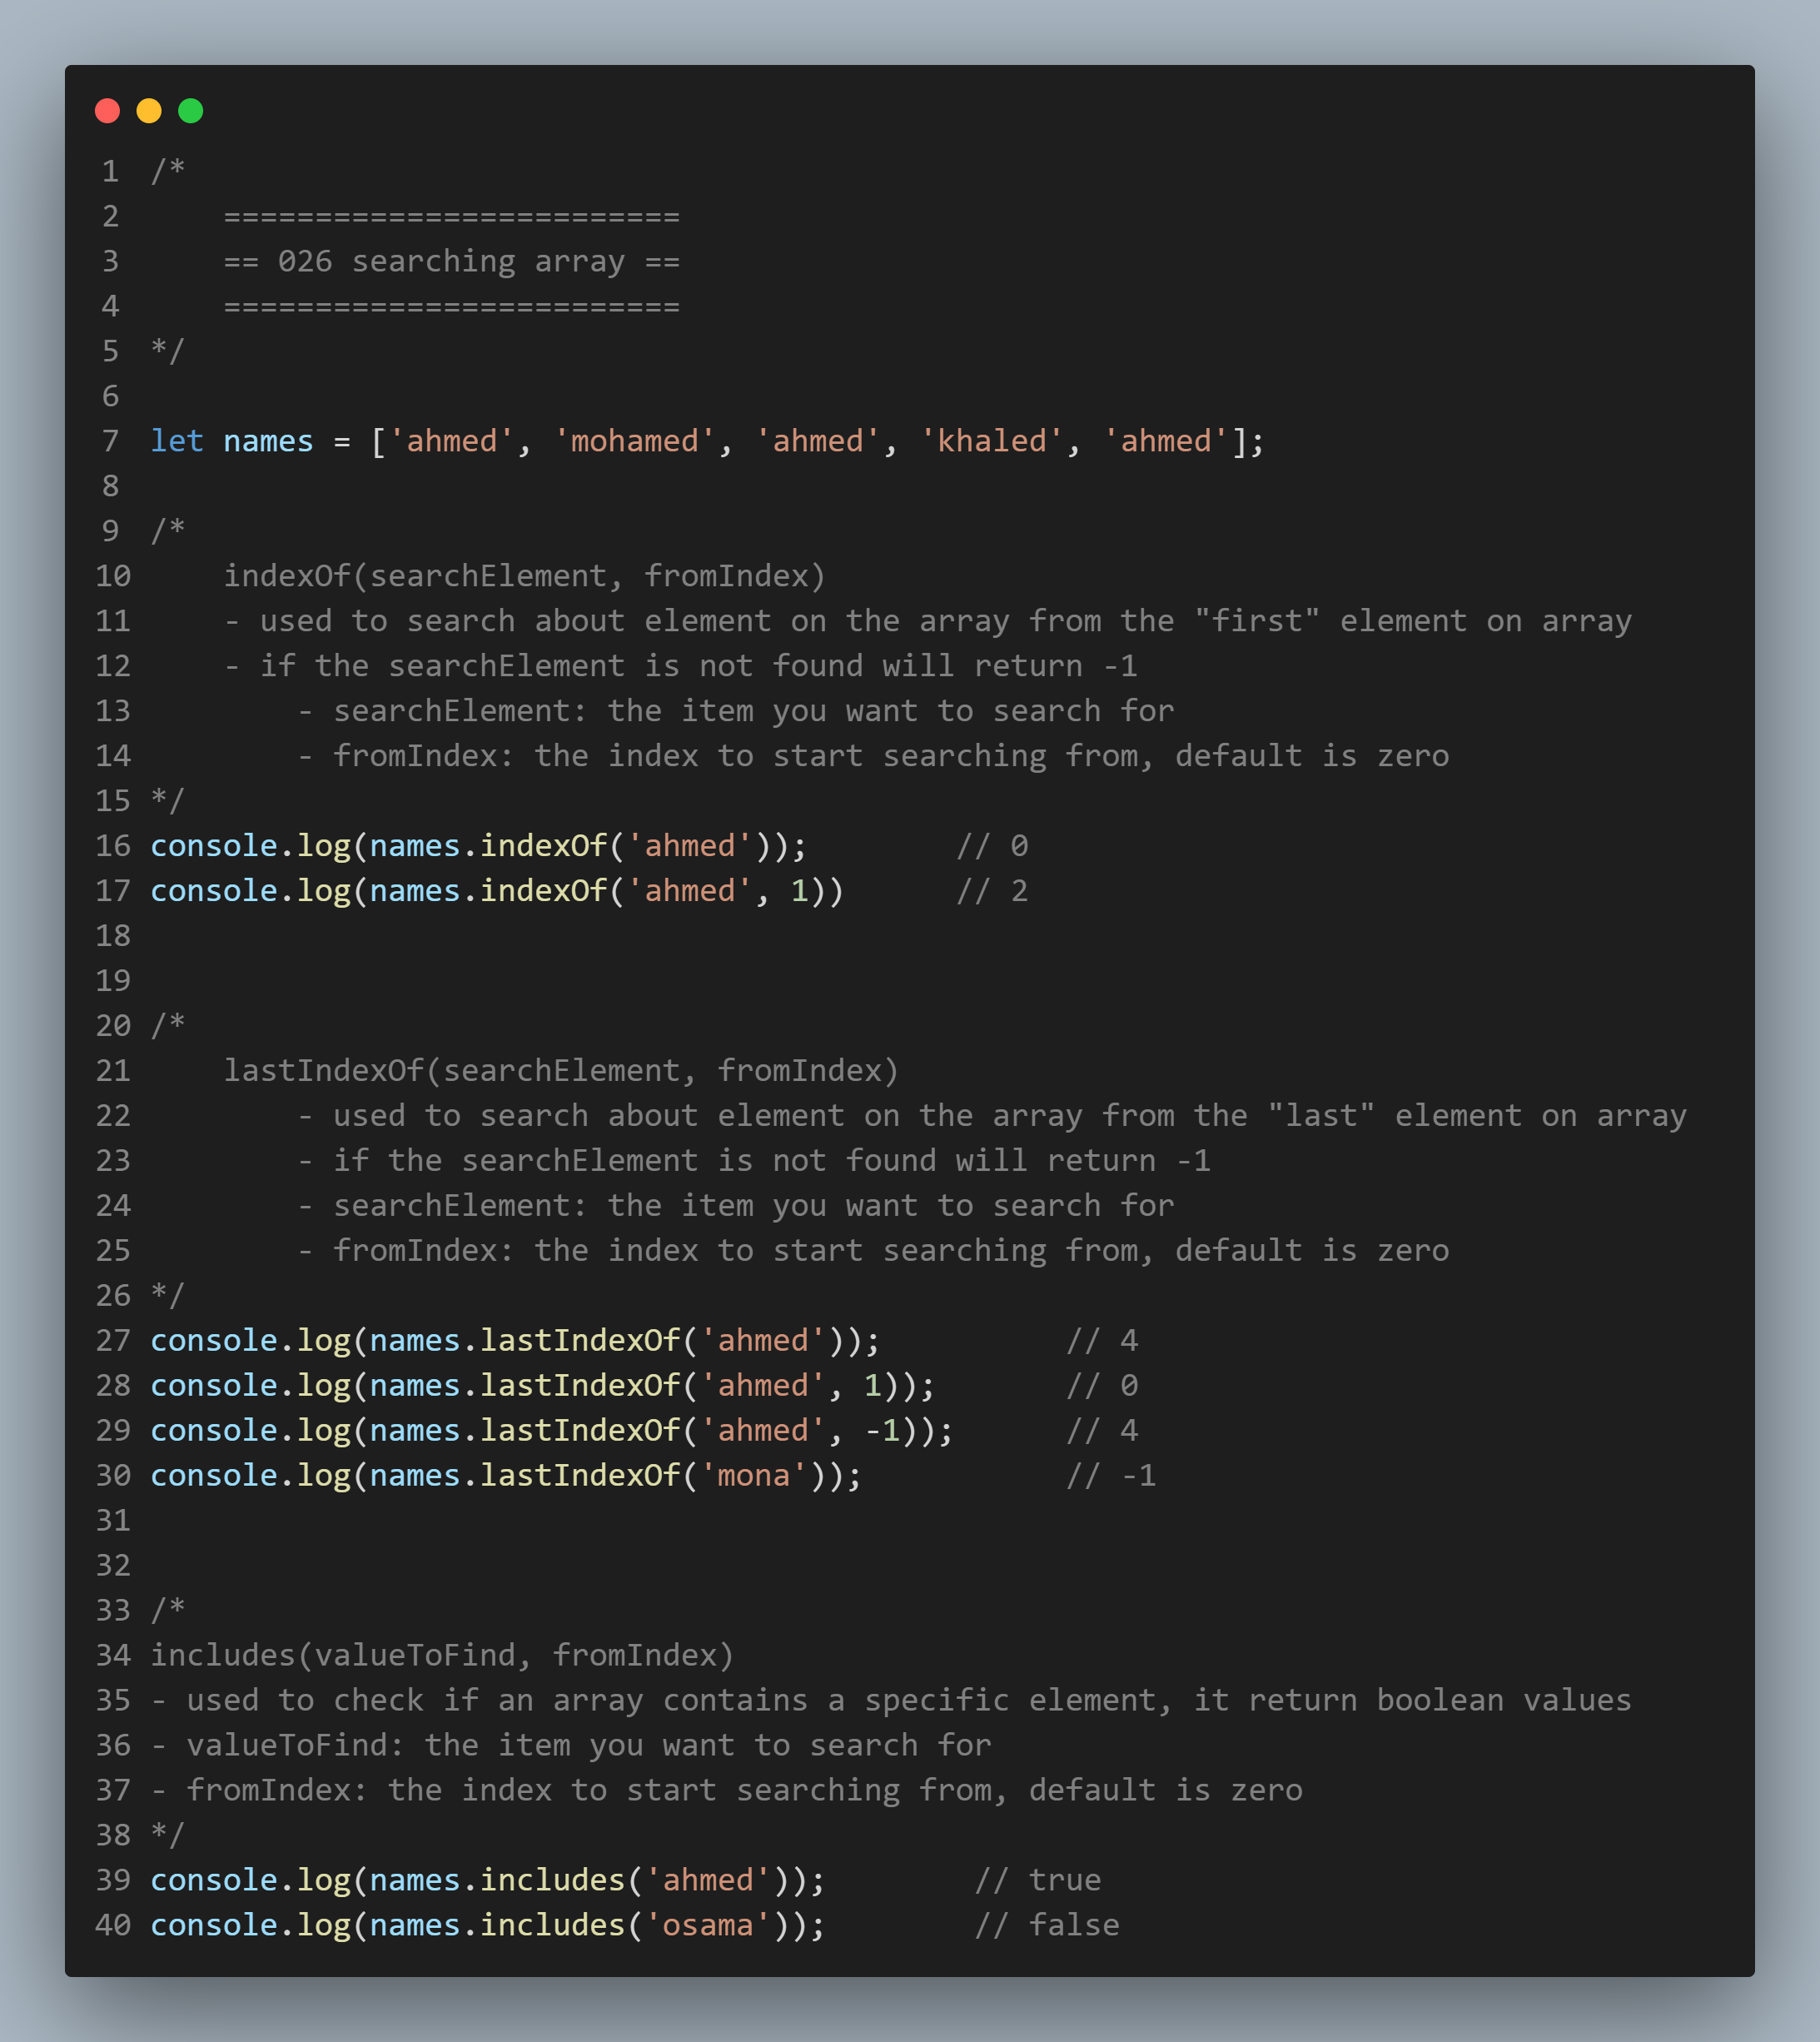 1 /*
2     =========================
3     == 026 searching array ==
4     =========================
5 */
6
7 let names = ['ahmed', 'mohamed', 'ahmed', 'khaled', 'ahmed'];
8
9 /*
10     indexOf(searchElement, fromIndex)
11     - used to search about element on the array from the "first" element on array
12     - if the searchElement is not found will return -1
13         - searchElement: the item you want to search for
14         - fromIndex: the index to start searching from, default is zero
15 */
16 console.log(names.indexOf('ahmed'));        // 0
17 console.log(names.indexOf('ahmed', 1))      // 2
18
19
20 /*
21     lastIndexOf(searchElement, fromIndex)
22         - used to search about element on the array from the "last" element on array
23         - if the searchElement is not found will return -1
24         - searchElement: the item you want to search for
25         - fromIndex: the index to start searching from, default is zero
26 */
27 console.log(names.lastIndexOf('ahmed'));          // 4
28 console.log(names.lastIndexOf('ahmed', 1));       // 0
29 console.log(names.lastIndexOf('ahmed', -1));      // 4
30 console.log(names.lastIndexOf('mona'));           // -1
31
32
33 /*
34 includes(valueToFind, fromIndex)
35 - used to check if an array contains a specific element, it return boolean values
36 - valueToFind: the item you want to search for
37 - fromIndex: the index to start searching from, default is zero
38 */
39 console.log(names.includes('ahmed'));        // true
40 console.log(names.includes('osama'));        // false